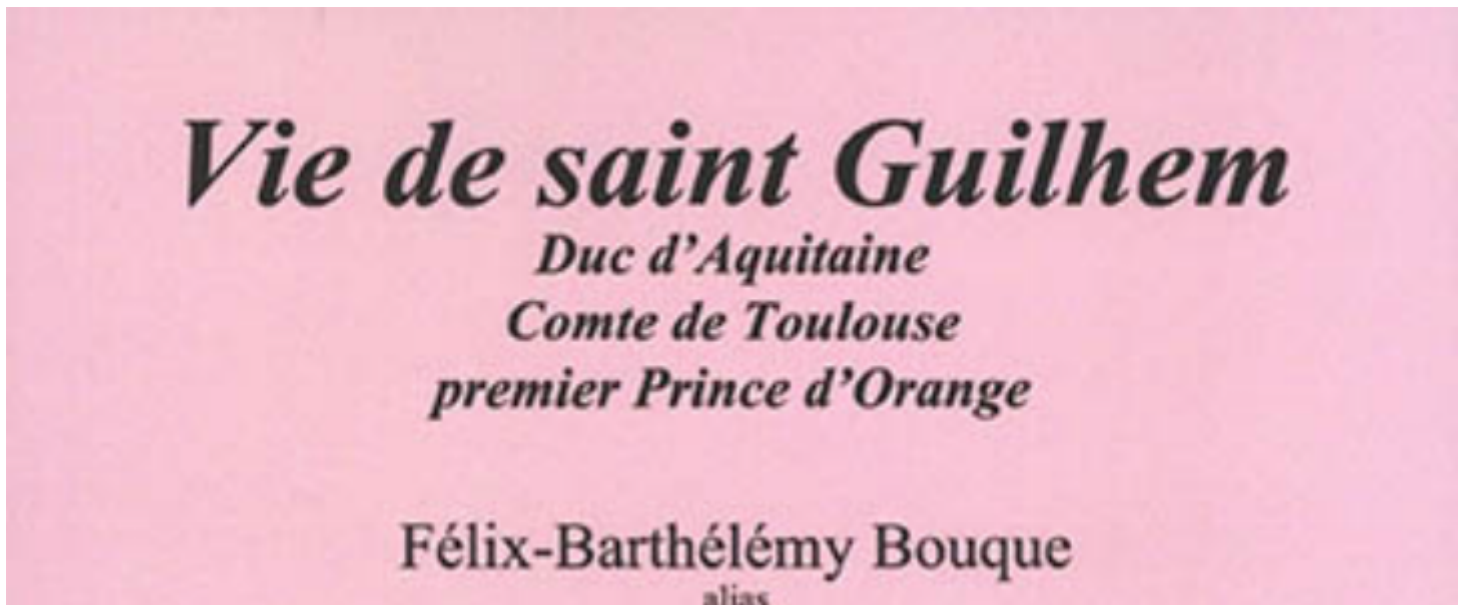 Vie de saint Guilhem
Duc d’Aquitaine
Comte de Toulouse
premier Prince d’Orange
Félix-Barthélémy Bouque
alias